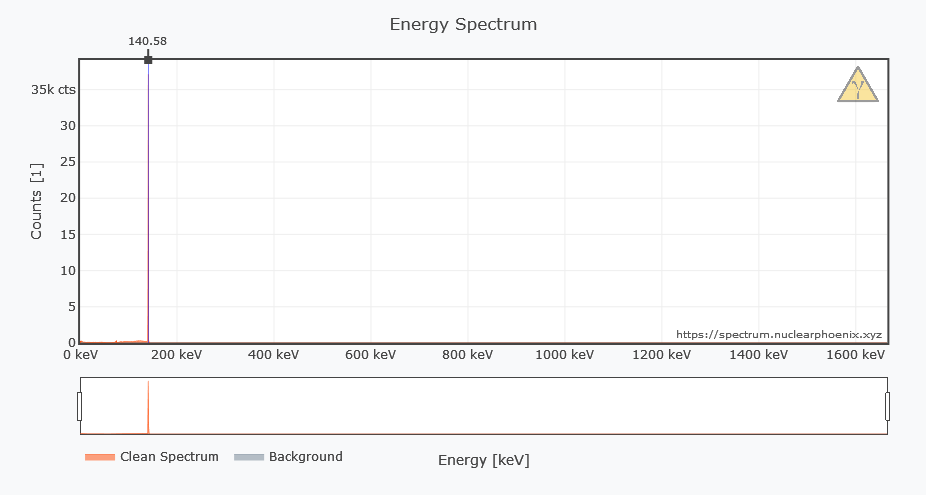 Energy Spectrum
140.58
35k cts
30
25
20
15
10
5
0
Counts [1]
γ
https://spectrum.nuclearphoenix.xyz
0 keV 200 keV 400 keV 600 keV 800 keV 1000 keV 1200 keV 1400 keV 1600 keV
Clean Spectrum Background
Energy [keV]